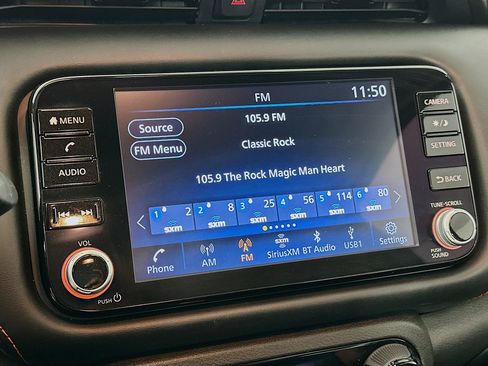 FM
11:50
105.9 FM
Source
Classic Rock
FM Menu
105.9 The Rock Magic Man Heart
1 2 sxm
2 8 sxm
3 25 sxm
4 56 sxm
5 114 sxm
6 80 sxm
Phone
AM
FM
sxm
SiriusXM
BT Audio
USB1
Settings
MENU
AUDIO
VOL
PUSH
CAMERA
SETTING
BACK
TUNE-SCROLL
PUSH
SOUND